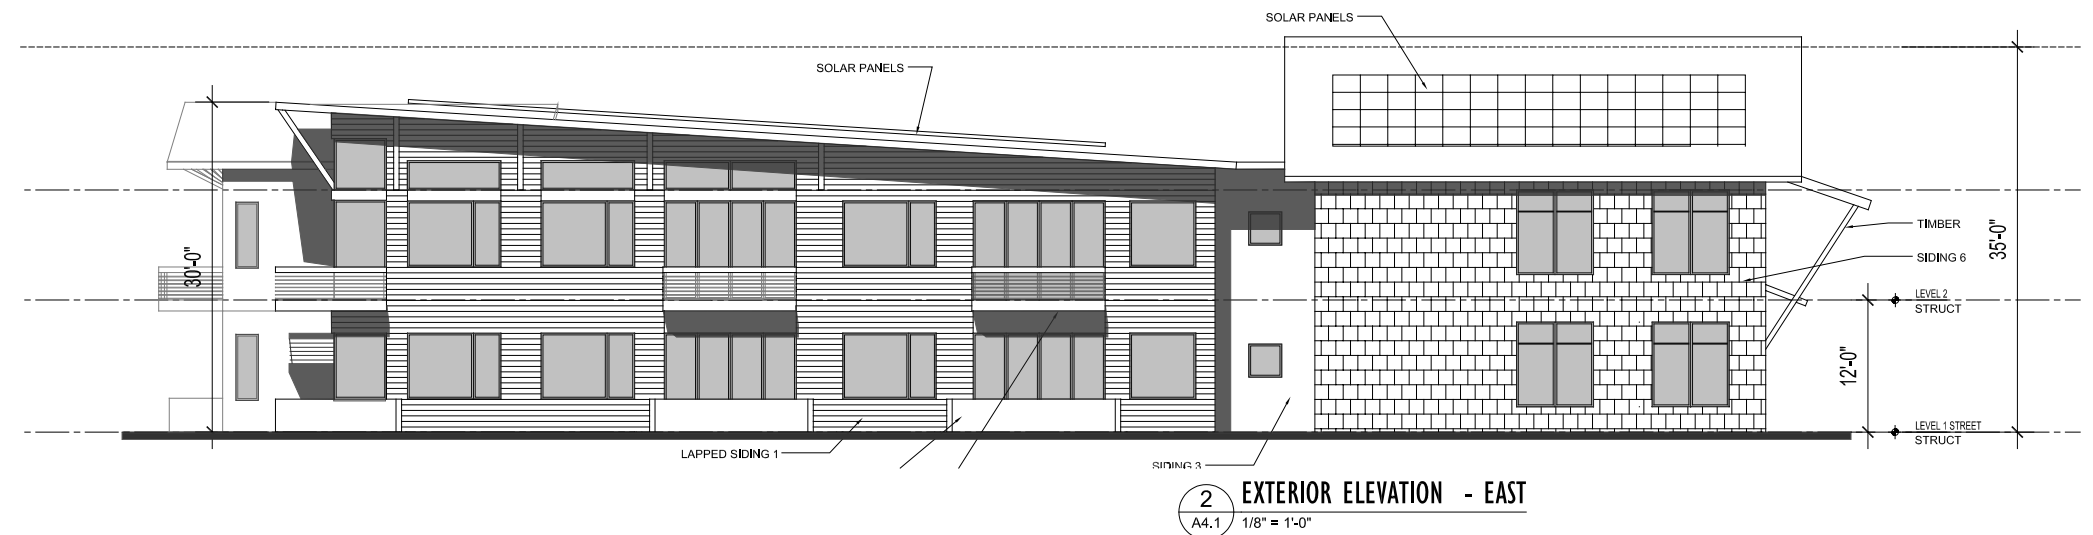 SOLAR PANELS
SOLAR PANELS
30'-0"
35'-0"
TIMBER
SIDING 6
LEVEL 2
STRUCT
12'-0"
LEVEL 1 STREET
STRUCT
LAPPED SIDING 1
SIDING 3
2
EXTERIOR ELEVATION - EAST
A4.1
1/8" = 1'-0"